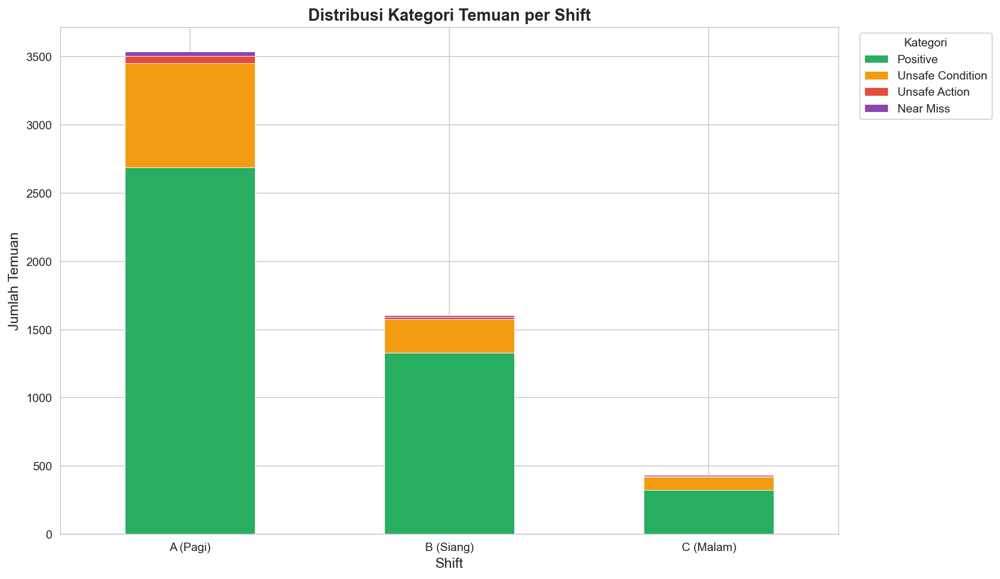 Distribusi Kategori Temuan per Shift
Kategori
Positive
Unsafe Condition
Unsafe Action
Near Miss
Jumlah Temuan
3500
3000
2500
2000
1500
1000
500
0
A (Pagi)
B (Siang)
C (Malam)
Shift